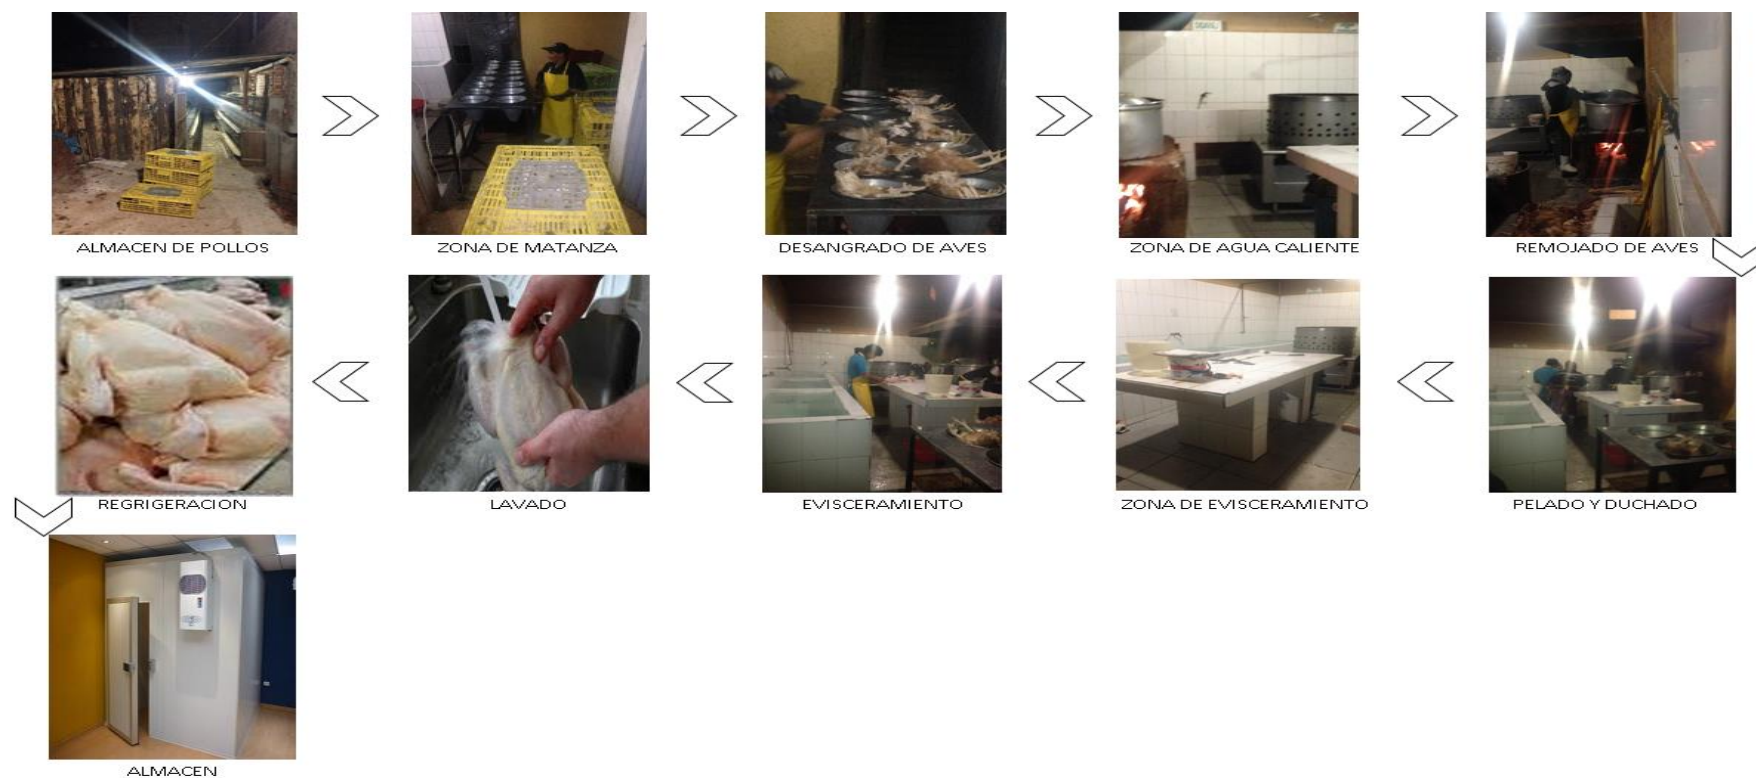 ALMACEN DE POLLOS
ZONA DE MATANZA
DESANGRADO DE AVES
ZONA DE AGUA CALIENTE
REMOJADO DE AVES
PELADO Y DUCHADO
ZONA DE EVISCERAMIENTO
EVISCERAMIENTO
LAVADO
REGRIGERACION
ALMACEN